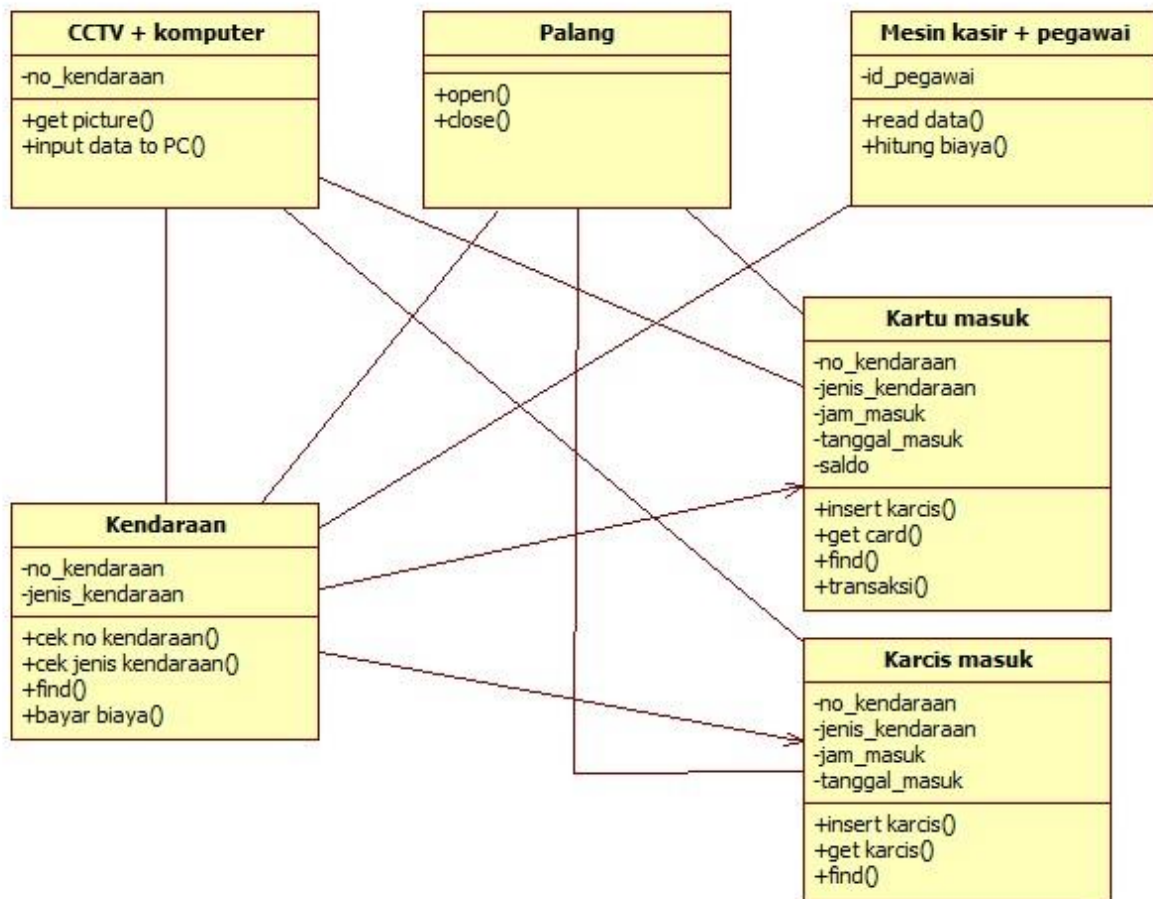 CCTV + komputer
-no_kendaraan
+get picture()
+input data to PC()
Palang
+open()
+close()
Mesin kasir + pegawai
-id_pegawai
+read data()
+hitung biaya()
Kartu masuk
-no_kendaraan
-jenis_kendaraan
-jam_masuk
-tanggal_masuk
-saldo
+insert karcis()
+get card()
+find()
+transaksi()
Kendaraan
-no_kendaraan
-jenis_kendaraan
+cek no kendaraan()
+cek jenis kendaraan()
+find()
+bayar biaya()
Karcis masuk
-no_kendaraan
-jenis_kendaraan
-jam_masuk
-tanggal_masuk
+insert karcis()
+get karcis()
+find()